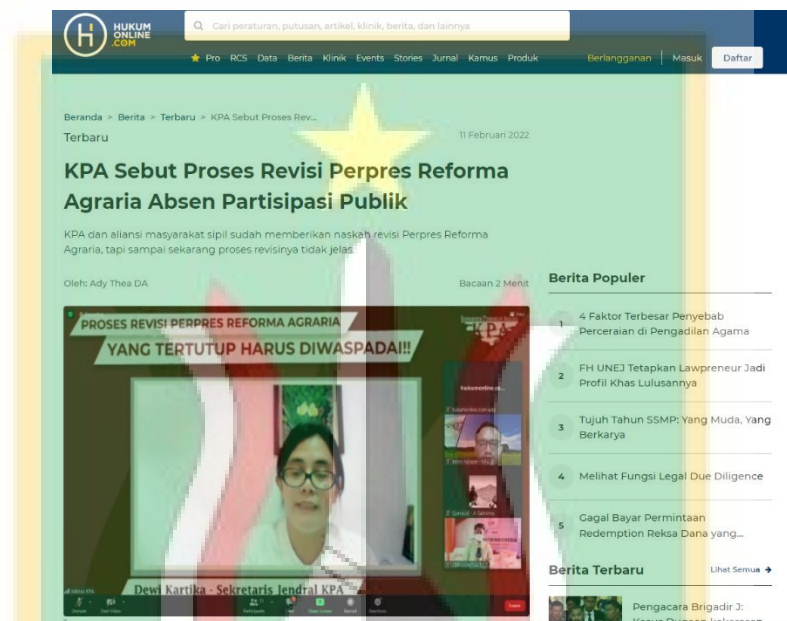 HUKUM
ONLINE
.COM
Cari peraturan, putusan, artikel, klinik, berita, dan lainnya
Pro RCS Data Berita Klinik Events Stories Jurnal Kamus Produk Berlangganan Masuk Daftar
Beranda > Berita > Terbaru > KPA Sebut Proses Rev...
Terbaru 11 Februari 2022
KPA Sebut Proses Revisi Perpres Reforma
Agraria Absen Partisipasi Publik
KPA dan aliansi masyarakat sipil sudah memberikan naskah revisi Perpres Reforma
Agraria, tapi sampai sekarang proses revisinya tidak jelas.
Oleh: Ady Thea DA Bacaan 2 Menit
PROSES REVISI PERPRES REFORMA AGRARIA
YANG TERTUTUP HARUS DIWASPADAI!!
KPA
hukumonline.co...
Dewi Kartika - Sekretaris Jendral KPA
Berita Populer
1 4 Faktor Terbesar Penyebab
Perceraian di Pengadilan Agama
2 FH UNEJ Tetapkan Lawpreneur Jadi
Profil Khas Lulusannya
3 Tujuh Tahun SSMP: Yang Muda, Yang
Berkarya
4 Melihat Fungsi Legal Due Diligence
5 Gagal Bayar Permintaan
Redemption Reksa Dana yang...
Berita Terbaru Lihat Semua
Pengacara Brigadir J: